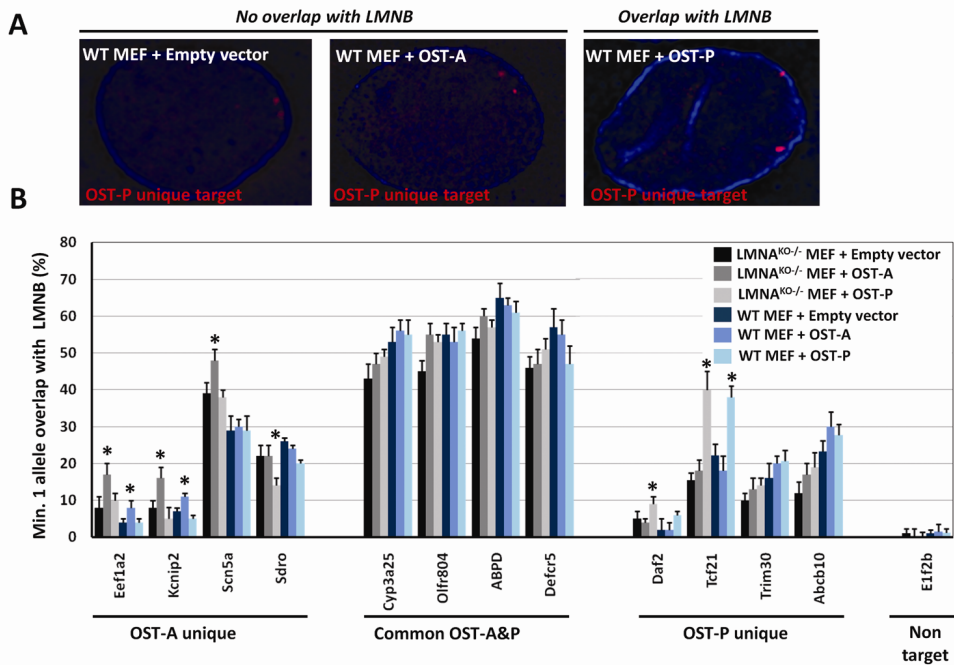 A
No overlap with LMNB
Overlap with LMNB
WT MEF + Empty vector
WT MEF + OST-A
WT MEF + OST-P
OST-P unique target
OST-P unique target
OST-P unique target
B
Min. 1 allele overlap with LMNB (%)
80
70
60
50
40
30
20
10
0
LMNA^KO-/- MEF + Empty vector
LMNA^KO-/- MEF + OST-A
LMNA^KO-/- MEF + OST-P
WT MEF + Empty vector
WT MEF + OST-A
WT MEF + OST-P
* * * * * * * * * *
Eef1a2
Kcnip2
Scn5a
Sdro
Cyp3a25
Olfr804
ABPD
Defcr5
Daf2
Tcf21
Trim30
Abcb10
E1f2b
OST-A unique
Common OST-A&P
OST-P unique
Non
target